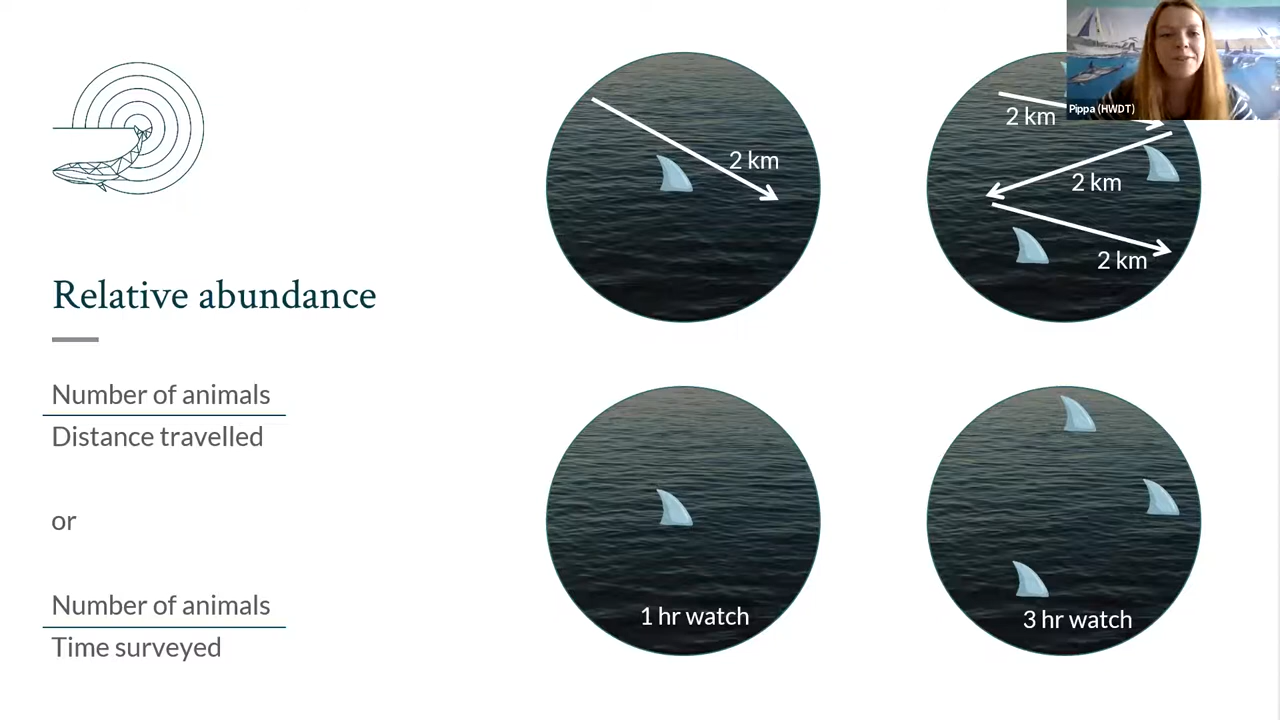 Relative abundance
Number of animals
Distance travelled
or
Number of animals
Time surveyed
2 km
2 km
2 km
2 km
Pippa (HWDT)
1 hr watch
3 hr watch